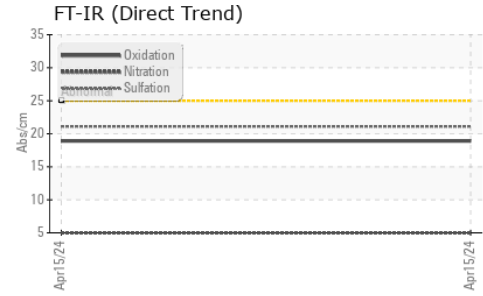 FT-IR (Direct Trend)
35
30
25
20
15
10
5
Abs/cm
Oxidation
Nitration
Sulfation
Abnormal
Apr15/24
Apr15/24